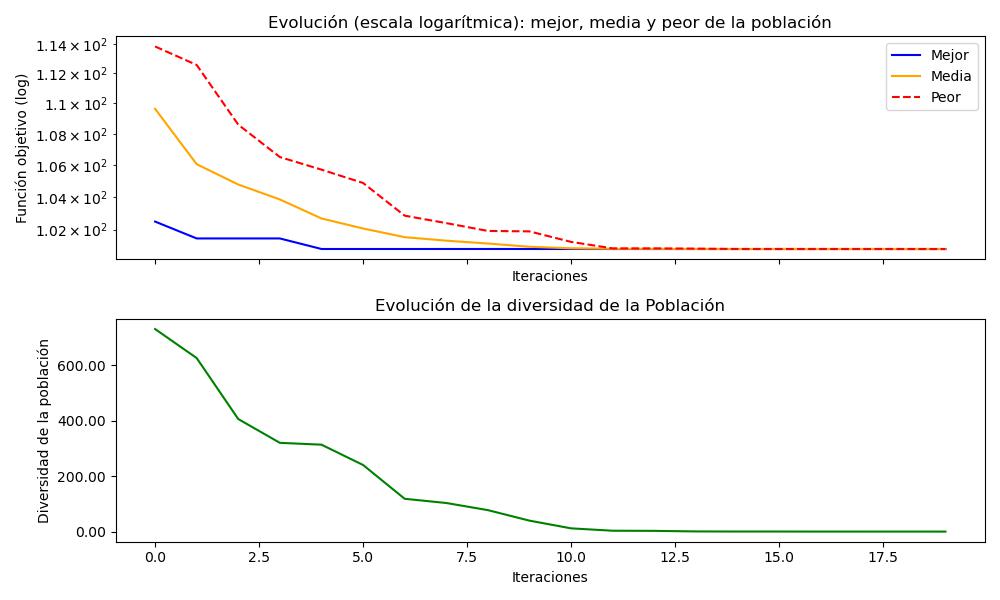 Evolución (escala logarítmica): mejor, media y peor de la población
Función objetivo (log)
1.14 × 10²
1.12 × 10²
1.1 × 10²
1.08 × 10²
1.06 × 10²
1.04 × 10²
1.02 × 10²
Mejor
Media
Peor
Iteraciones
Evolución de la diversidad de la Población
Diversidad de la población
600.00
400.00
200.00
0.00
0.0 2.5 5.0 7.5 10.0 12.5 15.0 17.5
Iteraciones